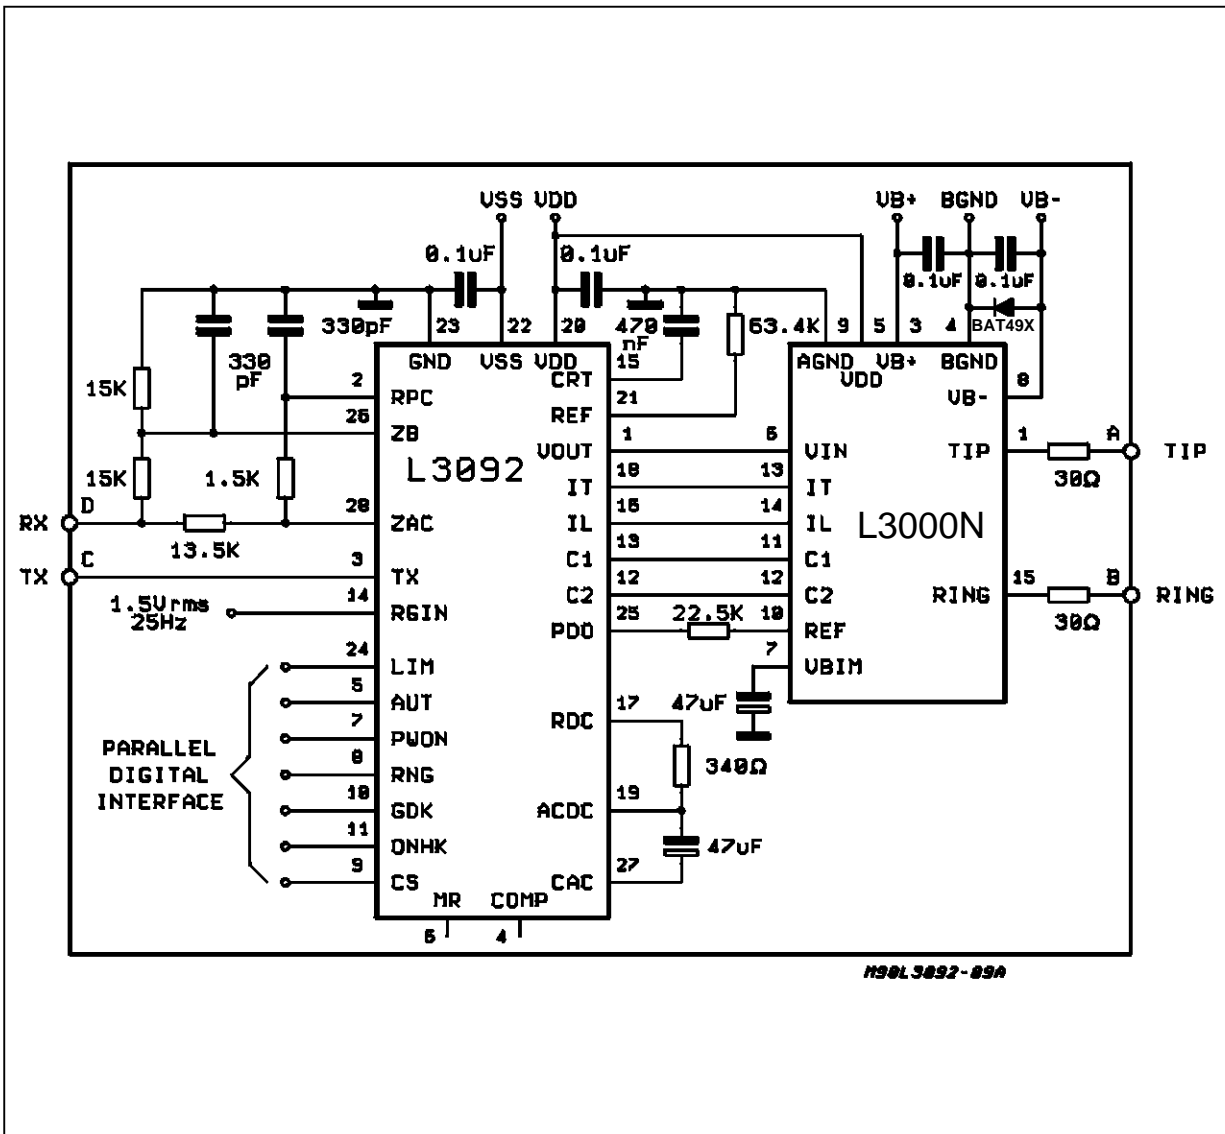 VSS VDD
VB+ BGND VB-
0.1uF 0.1uF
0.1uF 0.1uF
BAT49X
330pF 23 22 20 470 nF 63.4K 9 5 3 4
330 pF
GND VSS VDD
15
CRT
AGND VDD VB+ BGND
8
VB-
15K
2
RPC
21
REF
26
ZB
1
VOUT
6
VIN
TIP
1
A
TIP
30Ω
L3092
15K
1.5K
18
IT
13
IT
D
RX
13.5K
28
ZAC
16
IL
14
IL
L3000N
C
TX
3
TX
13
C1
11
C1
1.5Vrms
25Hz
14
RGIN
12
C2
12
C2
RING
15
B
RING
30Ω
25
PDO
22.5K
10
REF
24
LIM
7
VBIM
47uF
5
AUT
17
RDC
7
PWON
340Ω
PARALLEL
DIGITAL
INTERFACE
8
RNG
10
GDK
19
ACDC
11
ONHK
47uF
9
CS
27
CAC
MR COMP
6 4
M90L3092-09A